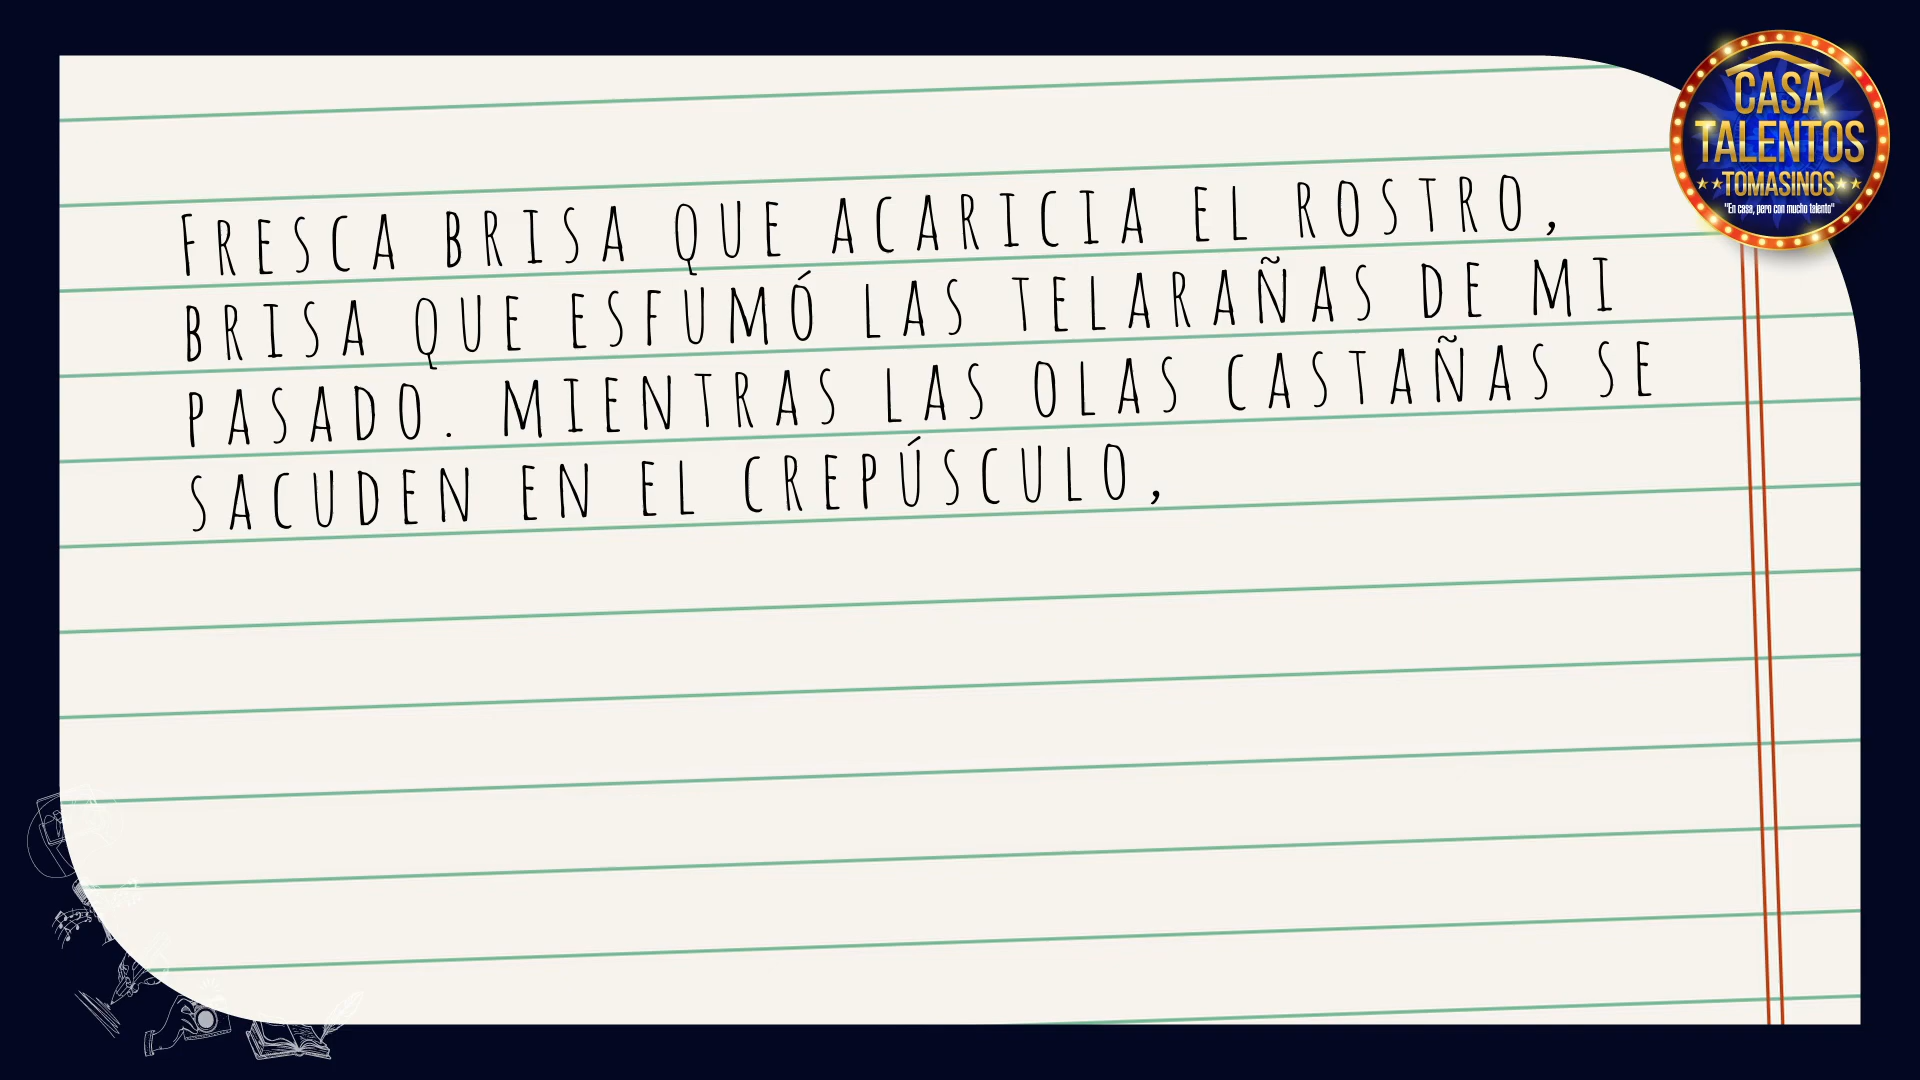 CASA
TALENTOS
TOMASINOS
"En casa, pero con mucho talento"
FRESCA BRISA QUE ACARICIA EL ROSTRO,
BRISA QUE ESFUMÓ LAS TELARAÑAS DE MI
PASADO. MIENTRAS LAS OLAS CASTAÑAS SE
SACUDEN EN EL CREPÚSCULO,